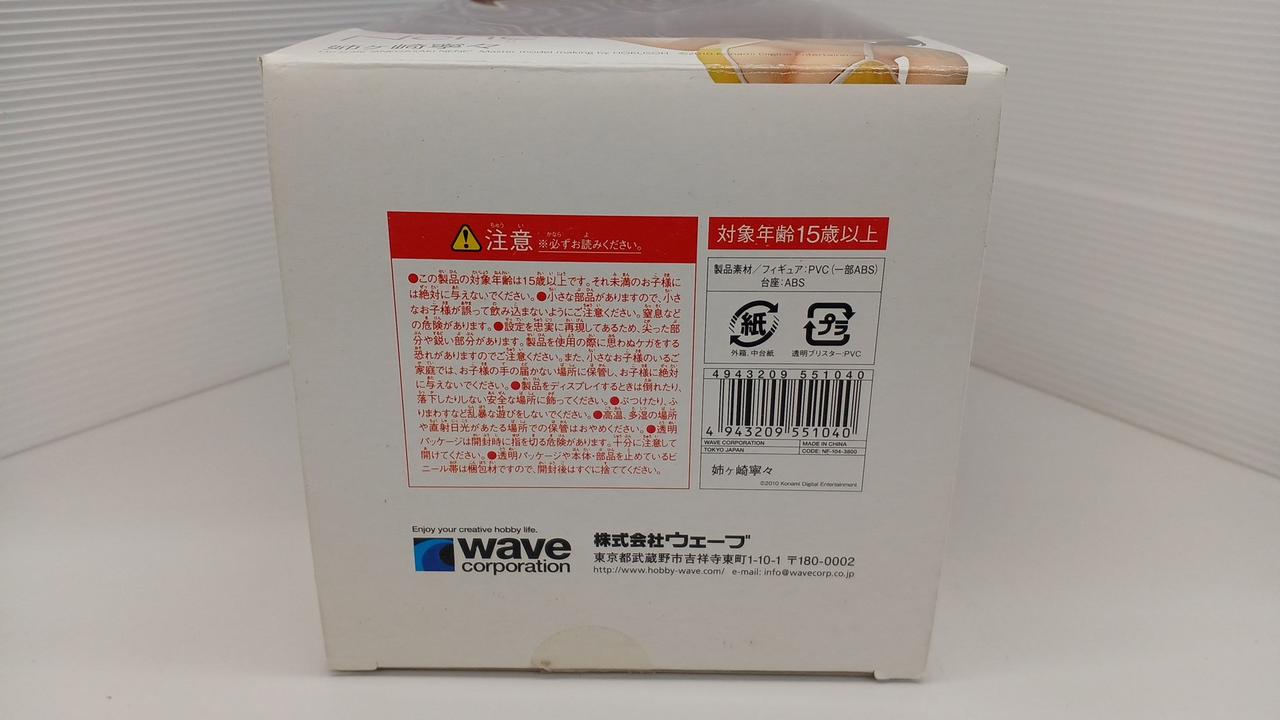 姉ヶ崎寧々
ANEGASAKI NENE Master model making by HOKUSOH ©2010 Konami Digital Entertainment
注意 ※必ずお読みください。
●この製品の対象年齢は15歳以上です。それ未満のお子様に
は絶対に与えないでください。●小さな部品がありますので、小さ
なお子様が誤って飲み込まないようにご注意ください。窒息など
の危険があります。●設定を忠実に再現してあるため、尖った部
分や鋭い部分があります。製品を使用の際に思わぬケガをする
恐れがありますのでご注意ください。また、小さなお子様のいるご
家庭では、お子様の手の届かない場所に保管し、お子様に絶対
に与えないでください。●製品をディスプレイするときは倒れたり、
落下したりしない安全な場所に飾ってください。●ぶつけたり、ふ
りまわすなど乱暴な遊びをしないでください。●高温、多湿の場所
や直射日光があたる場所での保管はおやめください。●透明
パッケージは開封時に指を切る危険があります。十分に注意して
開けてください。●透明パッケージや本体・部品を止めているビ
ニール帯は梱包材ですので、開封後はすぐに捨ててください。
対象年齢15歳以上
製品素材/フィギュア:PVC(一部ABS)
台座:ABS
紙 プラ
外箱、中台紙 透明ブリスター:PVC
4943209 551040
4 943209 551040
WAVE CORPORATION MADE IN CHINA
TOKYO JAPAN CODE: NF-104-3800
姉ヶ崎寧々
©2010 Konami Digital Entertainment
Enjoy your creative hobby life.
wave
corporation
株式会社ウェーブ
東京都武蔵野市吉祥寺東町1-10-1 〒180-0002
http://www.hobby-wave.com/ e-mail: info@wavecorp.co.jp